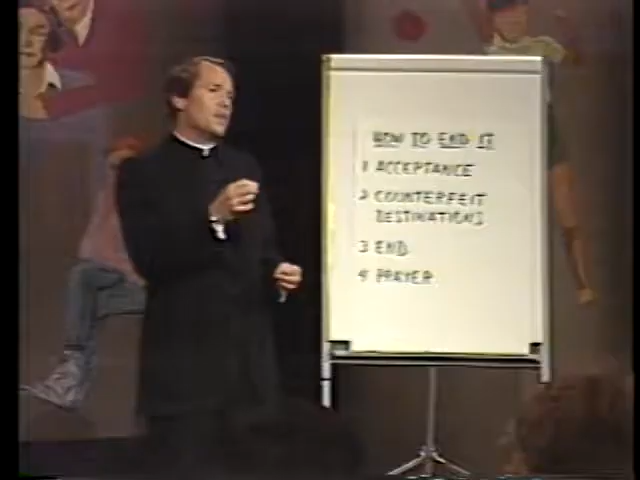 HOW TO END IT
1 ACCEPTANCE
2 COUNTERFEIT
DESTINATIONS
3 END
4 PRAYER